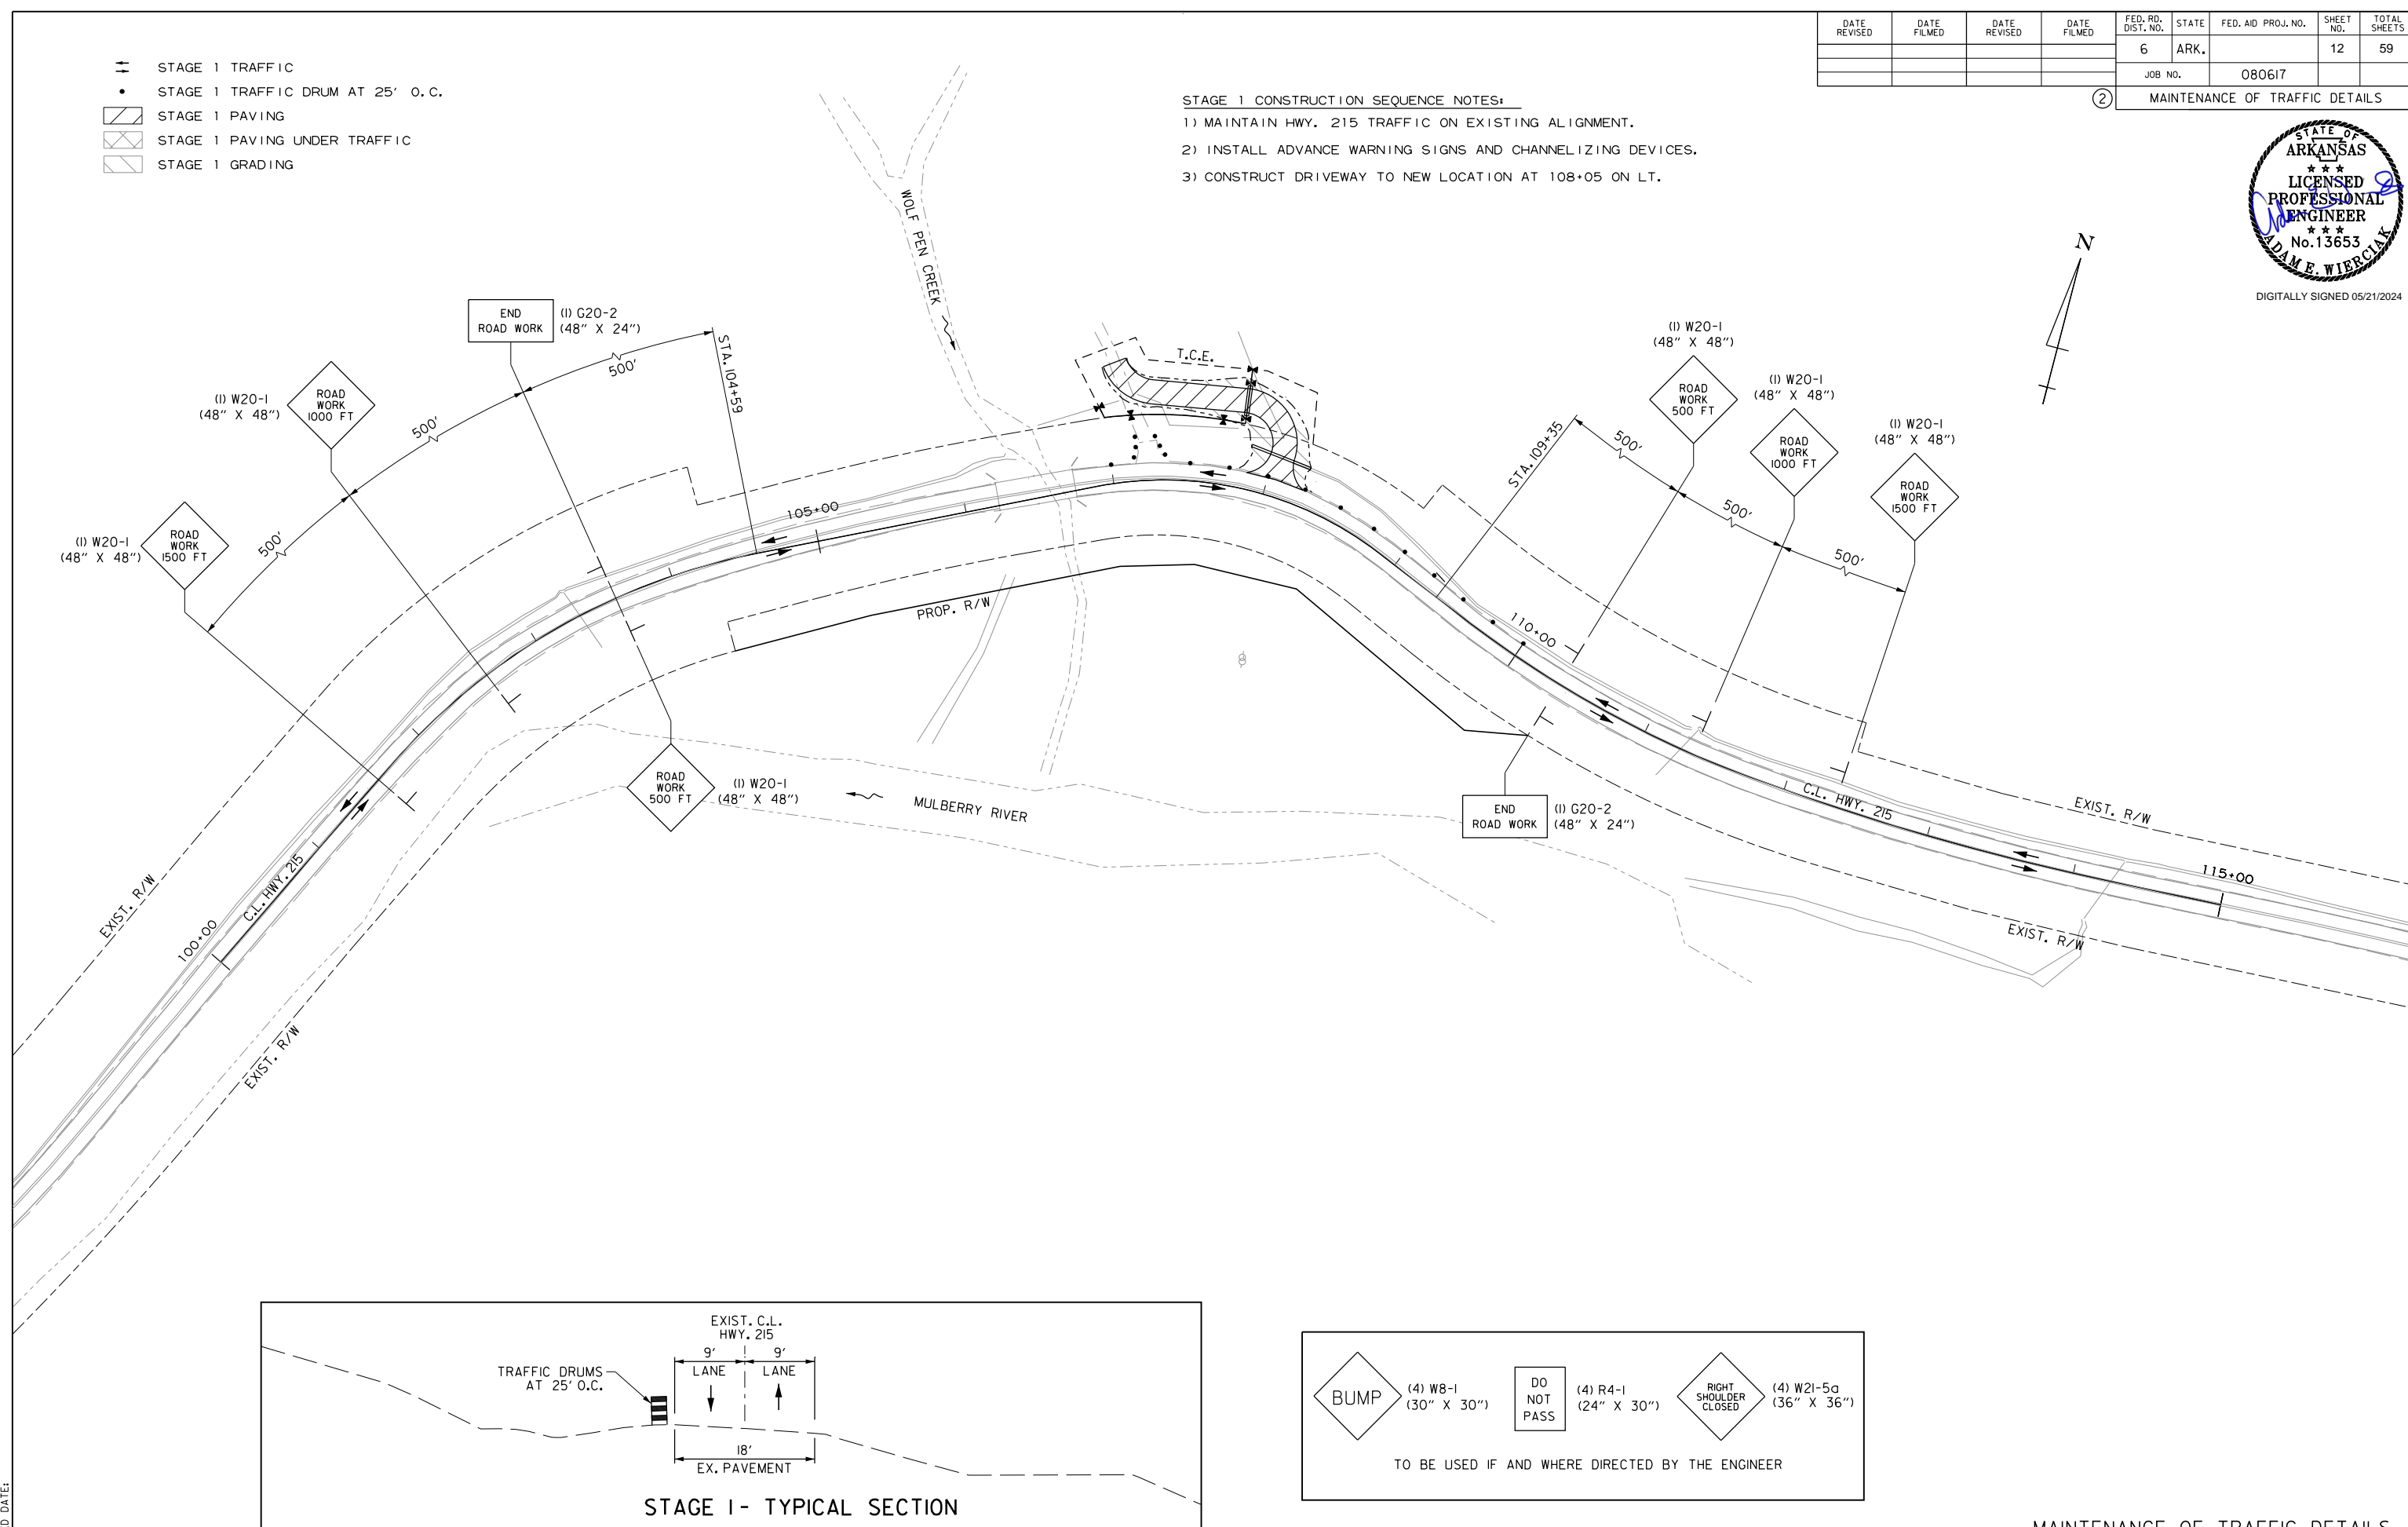 DATE REVISED
DATE FILMED
DATE REVISED
DATE FILMED
FED. RD. DIST. NO.
STATE
FED. AID PROJ. NO.
SHEET NO.
TOTAL SHEETS
6
ARK.
12
59
JOB NO.
080617
2
MAINTENANCE OF TRAFFIC DETAILS
STAGE 1 TRAFFIC
STAGE 1 TRAFFIC DRUM AT 25' O.C.
STAGE 1 PAVING
STAGE 1 PAVING UNDER TRAFFIC
STAGE 1 GRADING
STAGE 1 CONSTRUCTION SEQUENCE NOTES:
1) MAINTAIN HWY. 215 TRAFFIC ON EXISTING ALIGNMENT.
2) INSTALL ADVANCE WARNING SIGNS AND CHANNELIZING DEVICES.
3) CONSTRUCT DRIVEWAY TO NEW LOCATION AT 108+05 ON LT.
STATE OF
ARKANSAS
LICENSED
PROFESSIONAL
ENGINEER
No.13653
ADAM E. WIERCIAK
DIGITALLY SIGNED 05/21/2024
N
WOLF PEN CREEK
END
ROAD WORK
(1) G20-2
(48" X 24")
500'
STA. 104+59
(1) W20-1
(48" X 48")
ROAD
WORK
1000 FT
500'
(1) W20-1
(48" X 48")
ROAD
WORK
1500 FT
500'
T.C.E.
(1) W20-1
(48" X 48")
ROAD
WORK
500 FT
(1) W20-1
(48" X 48")
ROAD
WORK
1000 FT
(1) W20-1
(48" X 48")
ROAD
WORK
1500 FT
STA. 109+35
500'
500'
500'
105+00
PROP. R/W
110+00
ROAD
WORK
500 FT
(1) W20-1
(48" X 48")
MULBERRY RIVER
END
ROAD WORK
(1) G20-2
(48" X 24")
C.L. HWY. 215
EXIST. R/W
115+00
EXIST. R/W
EXIST. R/W
100+00
C.L. HWY. 215
EXIST. R/W
EXIST. C.L.
HWY. 215
9'
9'
LANE
LANE
TRAFFIC DRUMS
AT 25' O.C.
18'
EX. PAVEMENT
STAGE 1- TYPICAL SECTION
BUMP
(4) W8-1
(30" X 30")
DO
NOT
PASS
(4) R4-1
(24" X 30")
RIGHT
SHOULDER
CLOSED
(4) W21-5a
(36" X 36")
TO BE USED IF AND WHERE DIRECTED BY THE ENGINEER
MAINTENANCE OF TRAFFIC DETAILS
DATE: